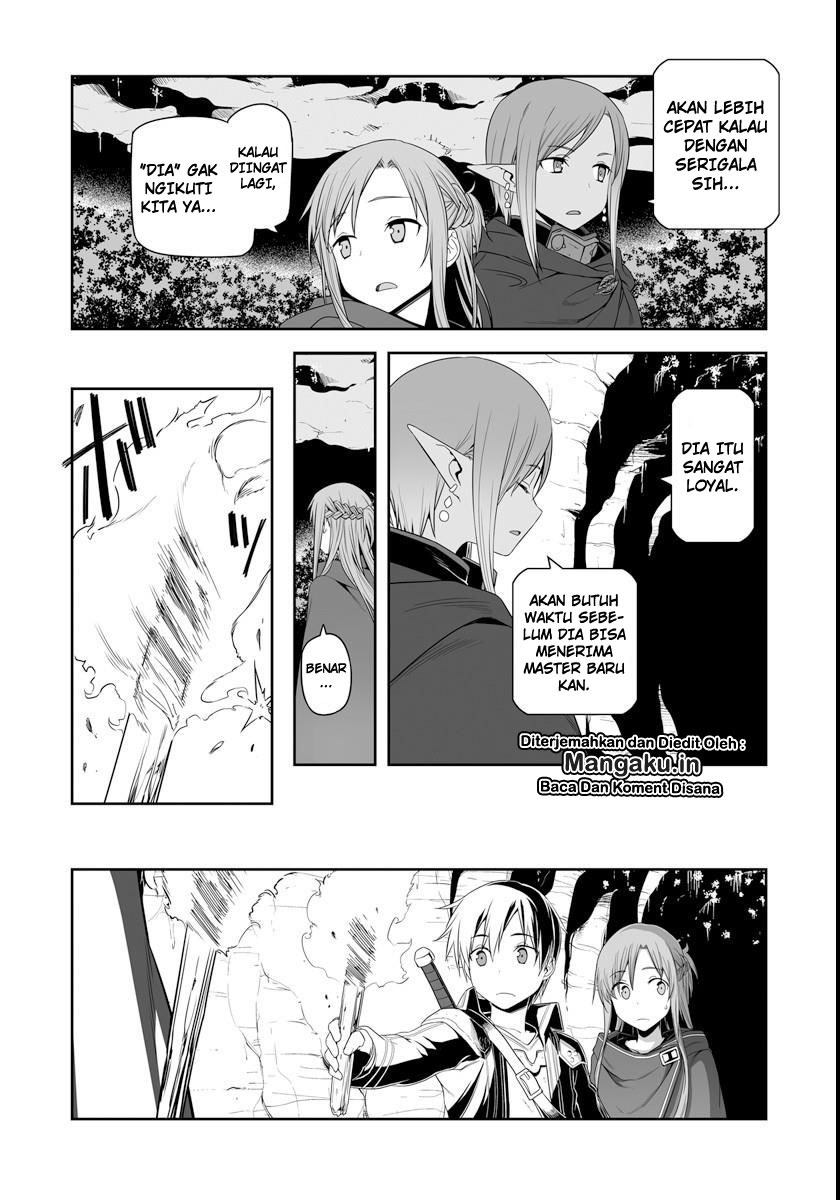 AKAN LEBIH
CEPAT KALAU
DENGAN
SERIGALA
SIH...
KALAU
DIINGAT
LAGI,
"DIA" GAK
NGIKUTI
KITA YA...
DIA ITU
SANGAT
LOYAL.
AKAN BUTUH
WAKTU SEBE-
LUM DIA BISA
MENERIMA
MASTER BARU
KAN.
BENAR
...
Diterjemahkan dan Diedit Oleh :
Mangaku.in
Baca Dan Koment Disana